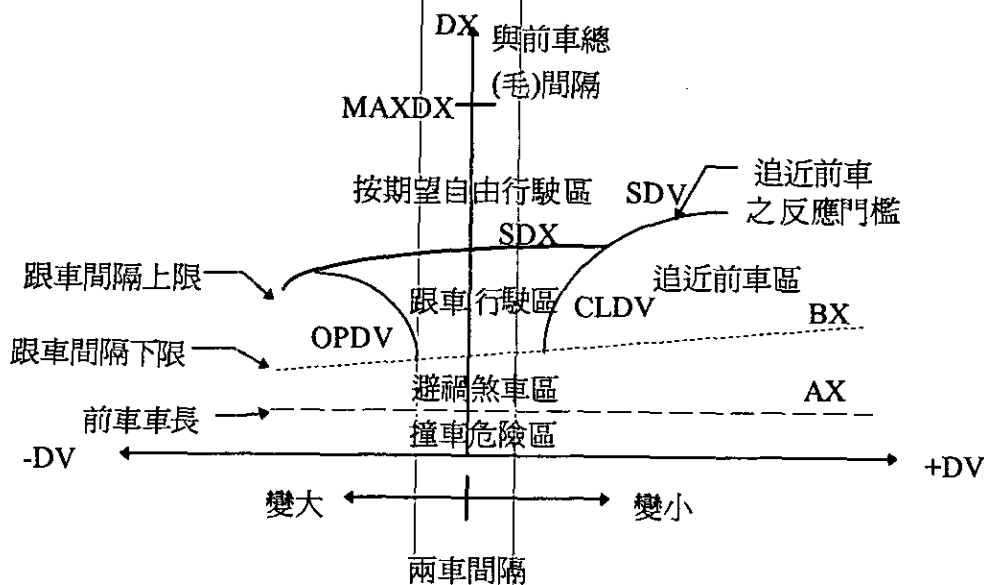 DX
與前車總
(毛)間隔
MAXDX
按期望自由行駛區
SDV
追近前車
之反應門檻
SDX
跟車間隔上限
跟車行駛區
追近前車區
OPDV
CLDV
BX
跟車間隔下限
避禍煞車區
AX
前車車長
撞車危險區
-DV
+DV
變大
變小
兩車間隔